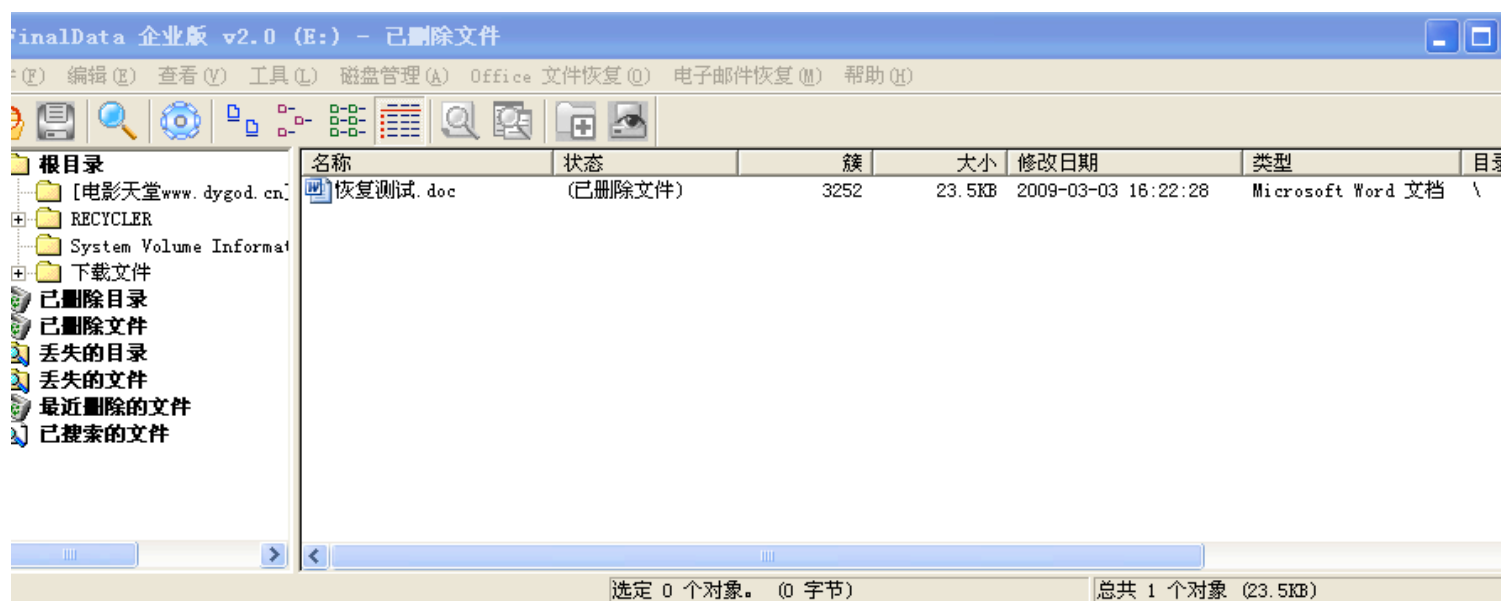 inalData 企业版 v2.0 (E:) - 已删除文件
(F) 编辑(E) 查看(V) 工具(L) 磁盘管理(A) Office 文件恢复(O) 电子邮件恢复(M) 帮助(H)
根目录
[电影天堂www.dygod.cn]
RECYCLER
System Volume Informat
下载文件
已删除目录
已删除文件
丢失的目录
丢失的文件
最近删除的文件
已搜索的文件
名称 状态 簇 大小 修改日期 类型 目录
恢复测试.doc (已删除文件) 3252 23.5KB 2009-03-03 16:22:28 Microsoft Word 文档 \
选定 0 个对象。 (0 字节) 总共 1 个对象 (23.5KB)